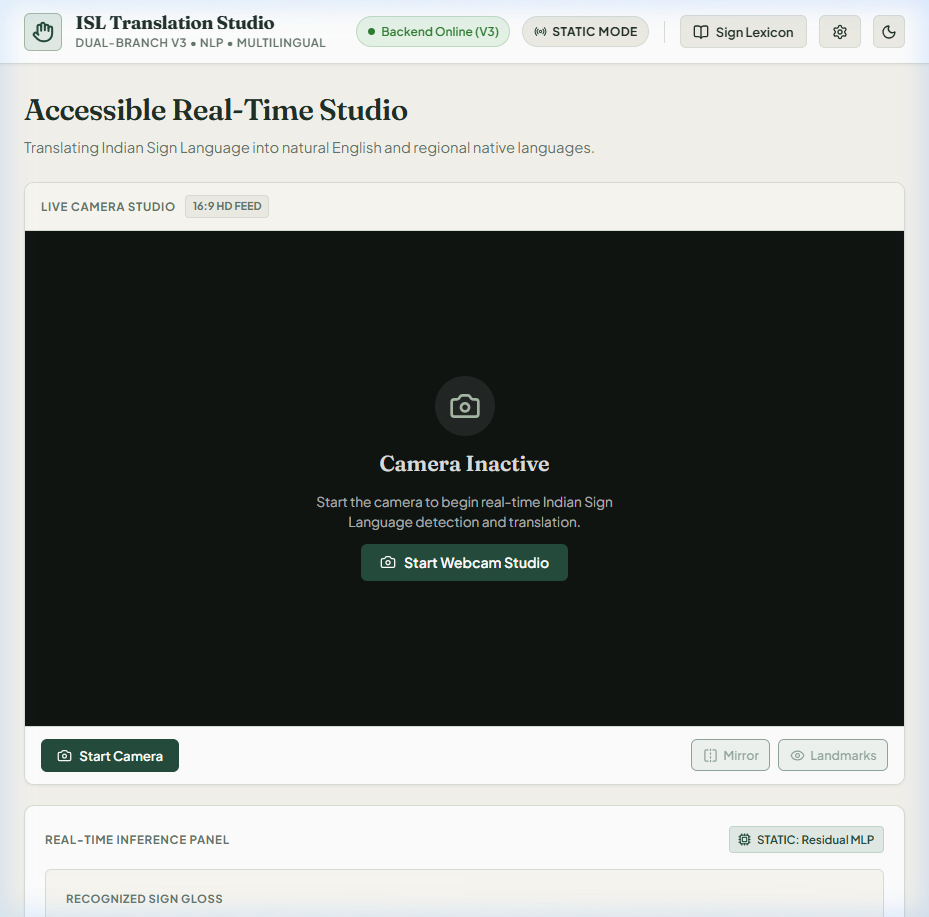 ISL Translation Studio
DUAL-BRANCH V3 • NLP • MULTILINGUAL
Backend Online (V3)
STATIC MODE
Sign Lexicon
Accessible Real-Time Studio
Translating Indian Sign Language into natural English and regional native languages.
LIVE CAMERA STUDIO
16:9 HD FEED
Camera Inactive
Start the camera to begin real-time Indian Sign
Language detection and translation.
Start Webcam Studio
Start Camera
Mirror
Landmarks
REAL-TIME INFERENCE PANEL
STATIC: Residual MLP
RECOGNIZED SIGN GLOSS